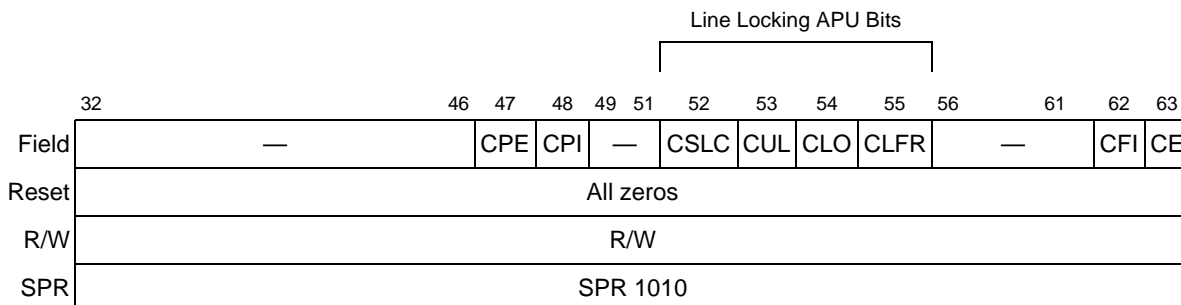 Line Locking APU Bits
32 46 47 48 49 51 52 53 54 55 56 61 62 63
Field — CPE CPI — CSLC CUL CLO CLFR — CFI CE
Reset All zeros
R/W R/W
SPR SPR 1010